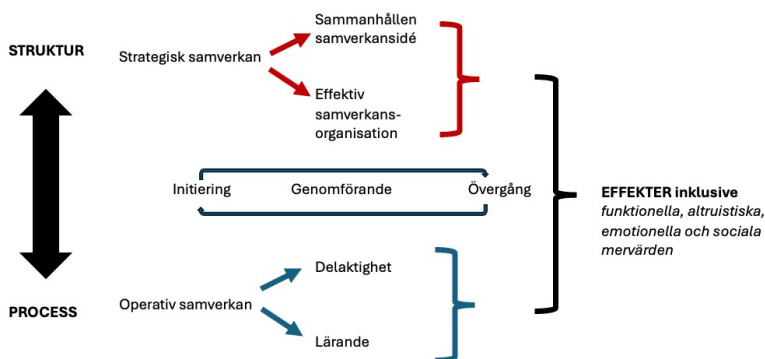 STRUKTUR
Strategisk samverkan
Sammanhållen
samverkansidé
Effektiv
samverkans-
organisation
Initiering
Genomförande
Övergång
EFFEKTER inklusive
funktionella, altruistiska,
emotionella och sociala
mervärden
PROCESS
Operativ samverkan
Delaktighet
Lärande